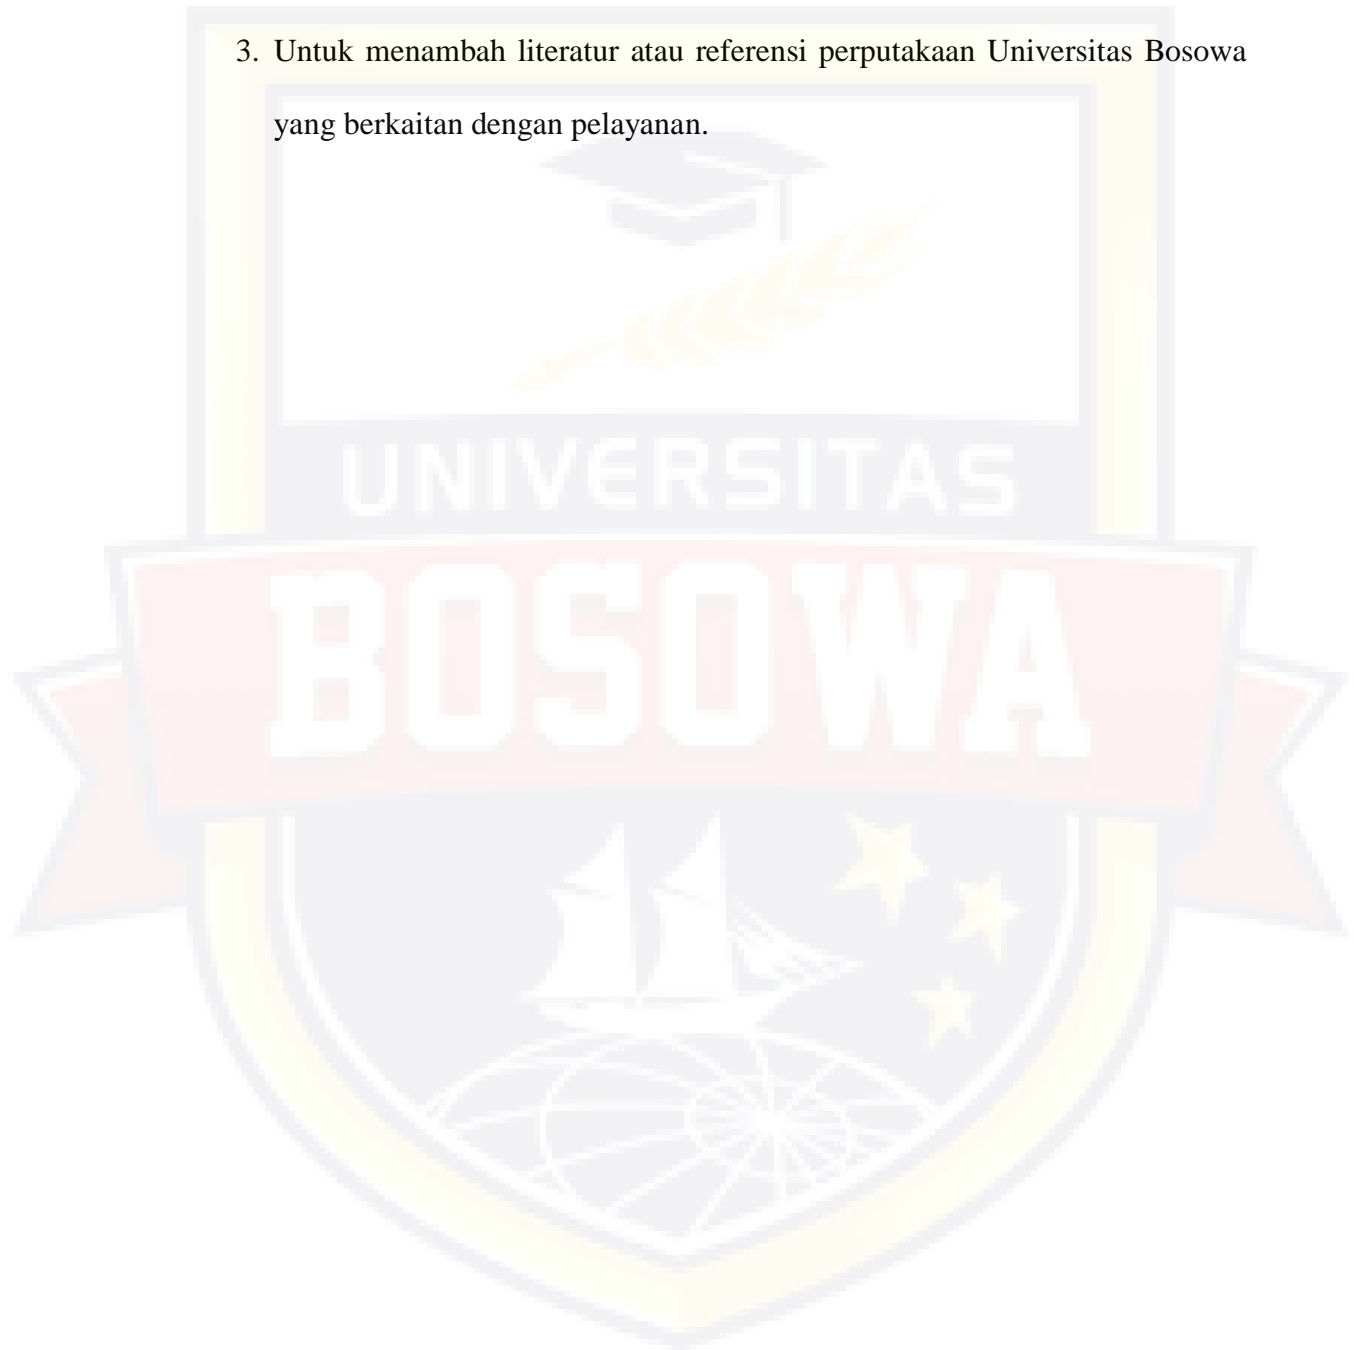 3. Untuk menambah literatur atau referensi perputakaan Universitas Bosowa
yang berkaitan dengan pelayanan.
UNIVERSITAS
BOSOWA